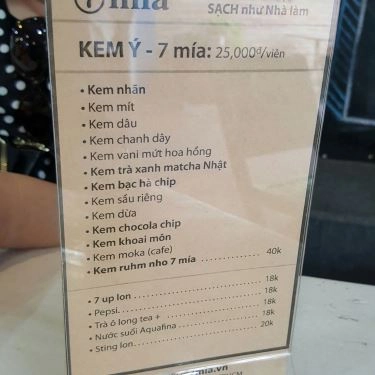 7 mía
SẠCH như Nhà làm
KEM Ý - 7 mía: 25,000đ/viên
• Kem nhãn
• Kem mít
• Kem dâu
• Kem chanh dây
• Kem vani mứt hoa hồng
• Kem trà xanh matcha Nhật
• Kem bạc hà chip
• Kem sầu riêng
• Kem dừa
• Kem chocola chip
• Kem khoai môn
• Kem moka (cafe)
• Kem ruhm nho 7 mía .............. 40k
• 7 up lon ........................ 18k
• Pepsi ........................... 18k
• Trà ô long tea + ................ 18k
• Nước suối Aquafina .............. 18k
• Sting lon ....................... 20k
mia.vn